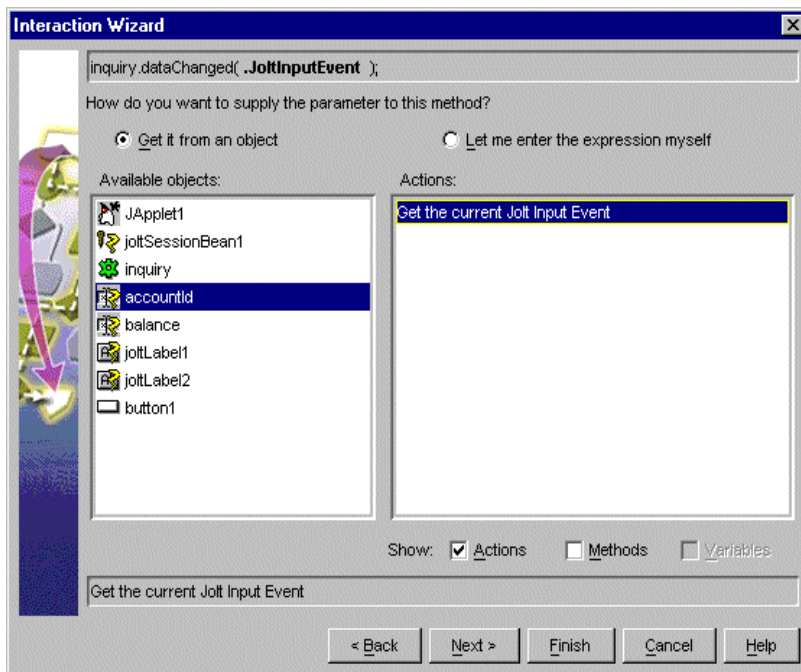 Interaction Wizard
inquiry.dataChanged( .JoltInputEvent );
How do you want to supply the parameter to this method?
Get it from an object
Let me enter the expression myself
Available objects:
Actions:
JApplet1
Get the current Jolt Input Event
joltSessionBean1
inquiry
accountId
balance
joltLabel1
joltLabel2
button1
Show: Actions Methods Variables
Get the current Jolt Input Event
< Back Next > Finish Cancel Help